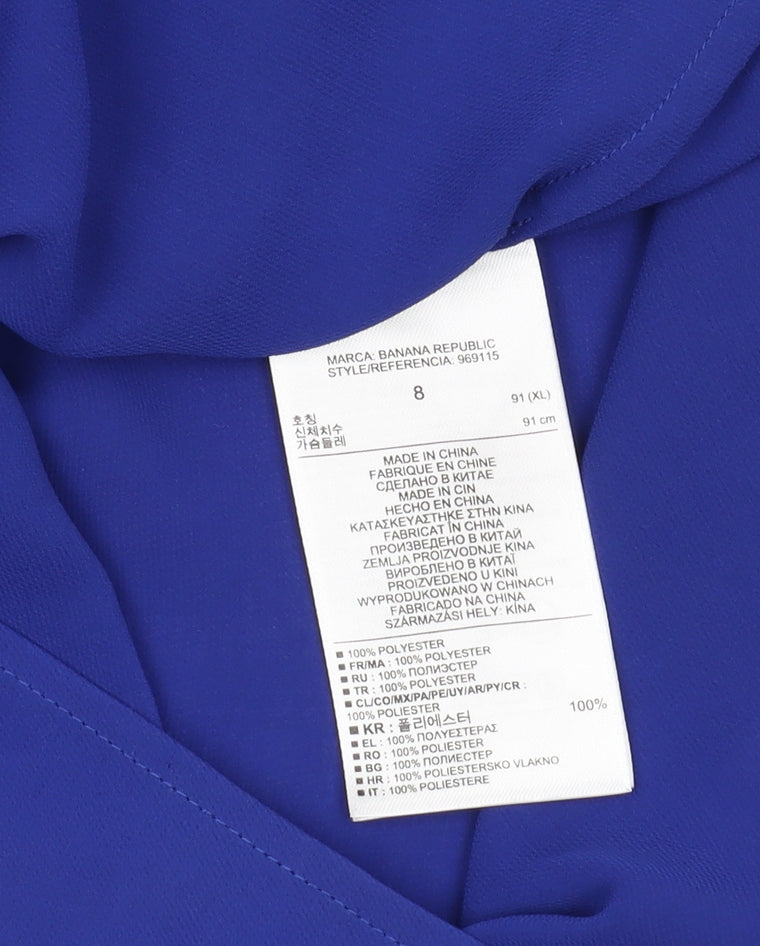 MARCA: BANANA REPUBLIC
STYLE/REFERENCIA: 969115
8
호칭 91 (XL)
신체치수
가슴둘레 91 cm
MADE IN CHINA
FABRIQUE EN CHINE
СДЕЛАНО В КИТАЕ
MADE IN CIN
HECHO EN CHINA
ΚΑΤΑΣΚΕΥΑΣΤΗΚΕ ΣΤΗΝ ΚΙΝΑ
FABRICAT ÎN CHINA
ПРОИЗВЕДЕНО В КИТАЙ
ZEMLJA PROIZVODNJE KINA
ВИРОБЛЕНО В КИТАЇ
PROIZVEDENO U KINI
WYPRODUKOWANO W CHINACH
FABRICADO NA CHINA
SZÁRMAZÁSI HELY: KÍNA
■ 100% POLYESTER
■ FR/MA : 100% POLYESTER
■ RU : 100% ПОЛИЭСТЕР
■ TR : 100% POLYESTER
■ CL/CO/MX/PA/PE/UY/AR/PY/CR :
100% POLIESTER
■ KR : 폴리에스터 100%
■ EL : 100% ΠΟΛΥΕΣΤΕΡΑΣ
■ RO : 100% POLIESTER
■ BG : 100% ПОЛИЕСТЕР
■ HR : 100% POLIESTERSKO VLAKNO
■ IT : 100% POLIESTERE